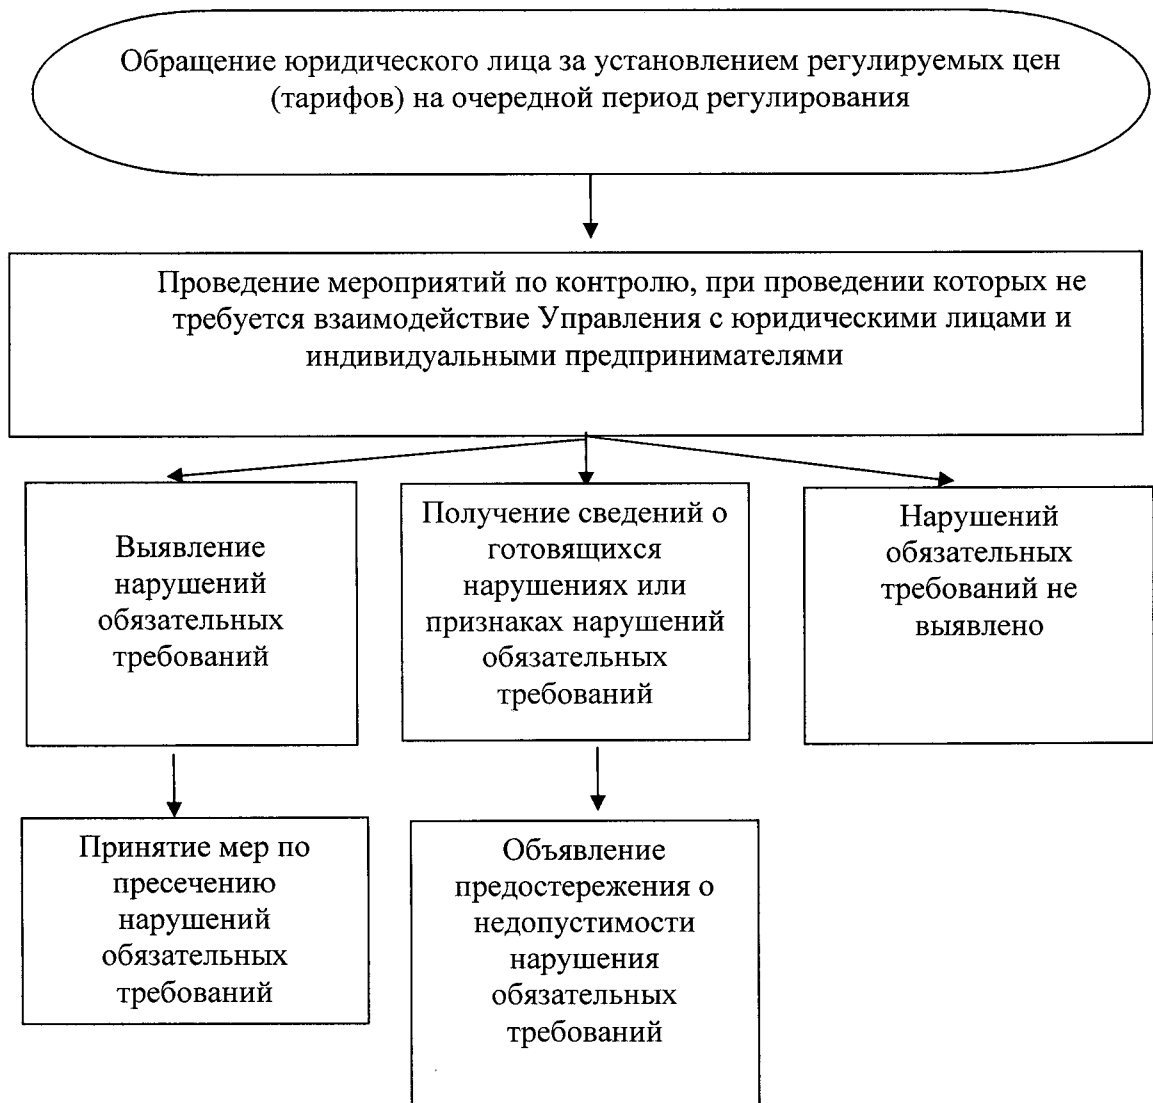 Обращение юридического лица за установлением регулируемых цен
(тарифов) на очередной период регулирования
Проведение мероприятий по контролю, при проведении которых не
требуется взаимодействие Управления с юридическими лицами и
индивидуальными предпринимателями
Выявление
нарушений
обязательных
требований
Получение сведений о
готовящихся
нарушениях или
признаках нарушений
обязательных
требований
Нарушений
обязательных
требований не
выявлено
Принятие мер по
пресечению
нарушений
обязательных
требований
Объявление
предостережения о
недопустимости
нарушения
обязательных
требований